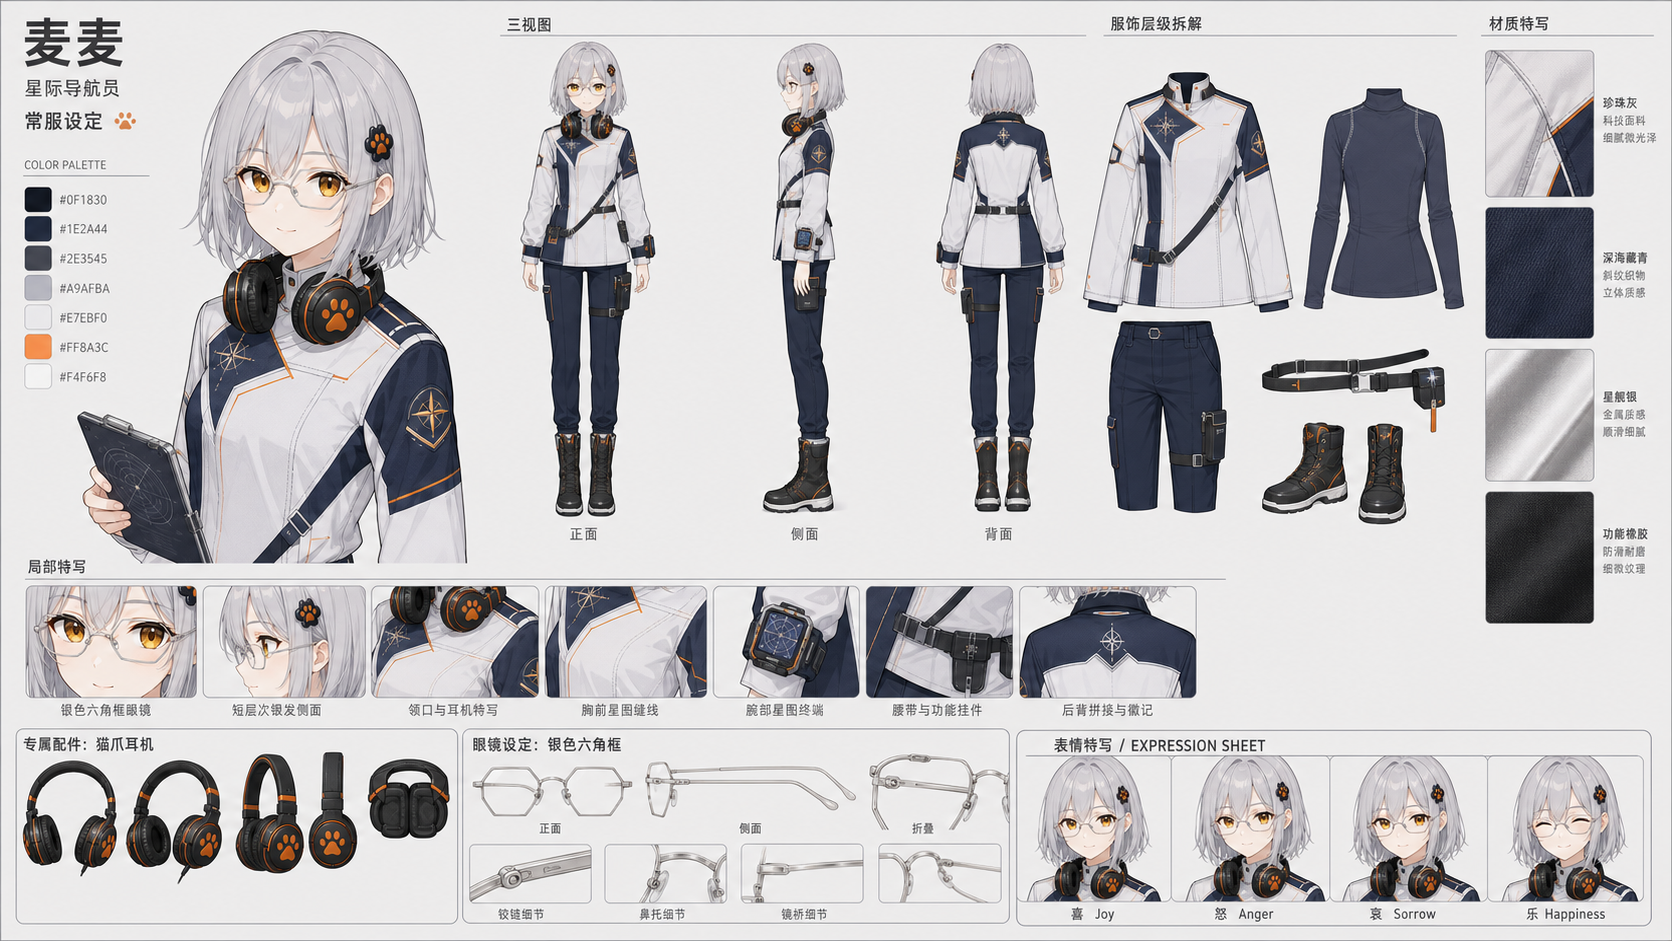 麦麦
星际导航员
常服设定
COLOR PALETTE
#0F1830
#1E2A44
#2E3545
#A9AFBA
#E7EBF0
#FF8A3C
#F4F6F8
三视图
正面
侧面
背面
服饰层级拆解
材质特写
珍珠灰
科技面料
细腻微光泽
深海藏青
斜纹织物
立体质感
星舰银
金属质感
顺滑细腻
功能橡胶
防滑耐磨
细微纹理
局部特写
银色六角框眼镜
短层次银发侧面
领口与耳机特写
胸前星图缝线
腕部星图终端
腰带与功能挂件
后背拼接与徽记
专属配件：猫爪耳机
眼镜设定：银色六角框
正面
侧面
折叠
铰链细节
鼻托细节
镜桥细节
表情特写 / EXPRESSION SHEET
喜 Joy
怒 Anger
哀 Sorrow
乐 Happiness